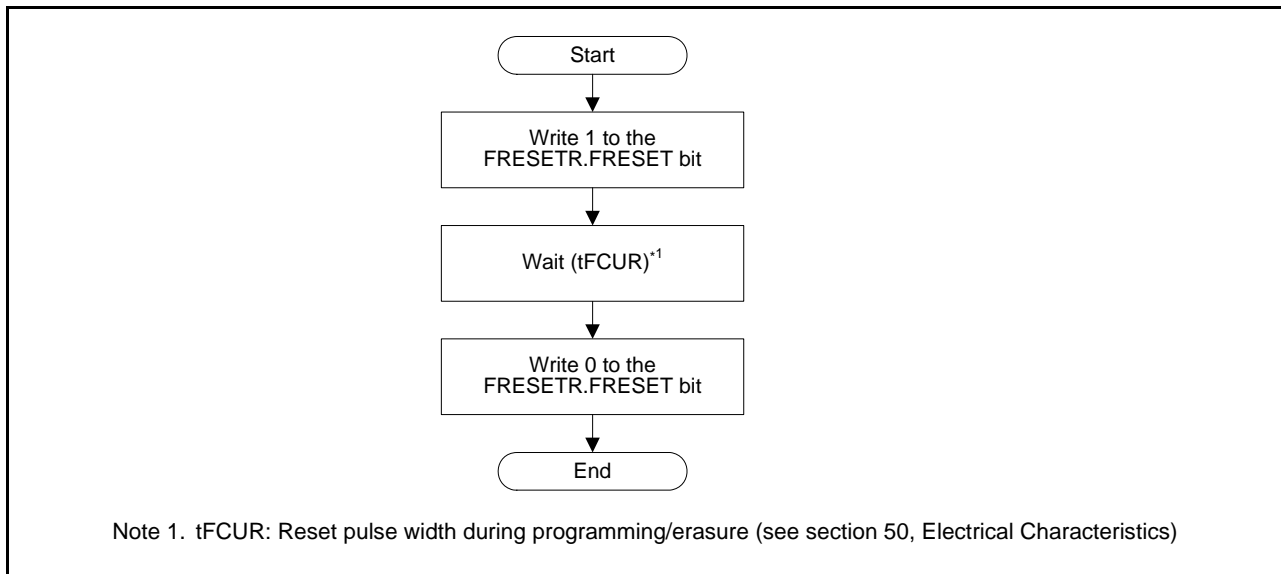 Start
Write 1 to the
FRESETR.FRESET bit
Wait (tFCUR)*1
Write 0 to the
FRESETR.FRESET bit
End
Note 1. tFCUR: Reset pulse width during programming/erasure (see section 50, Electrical Characteristics)